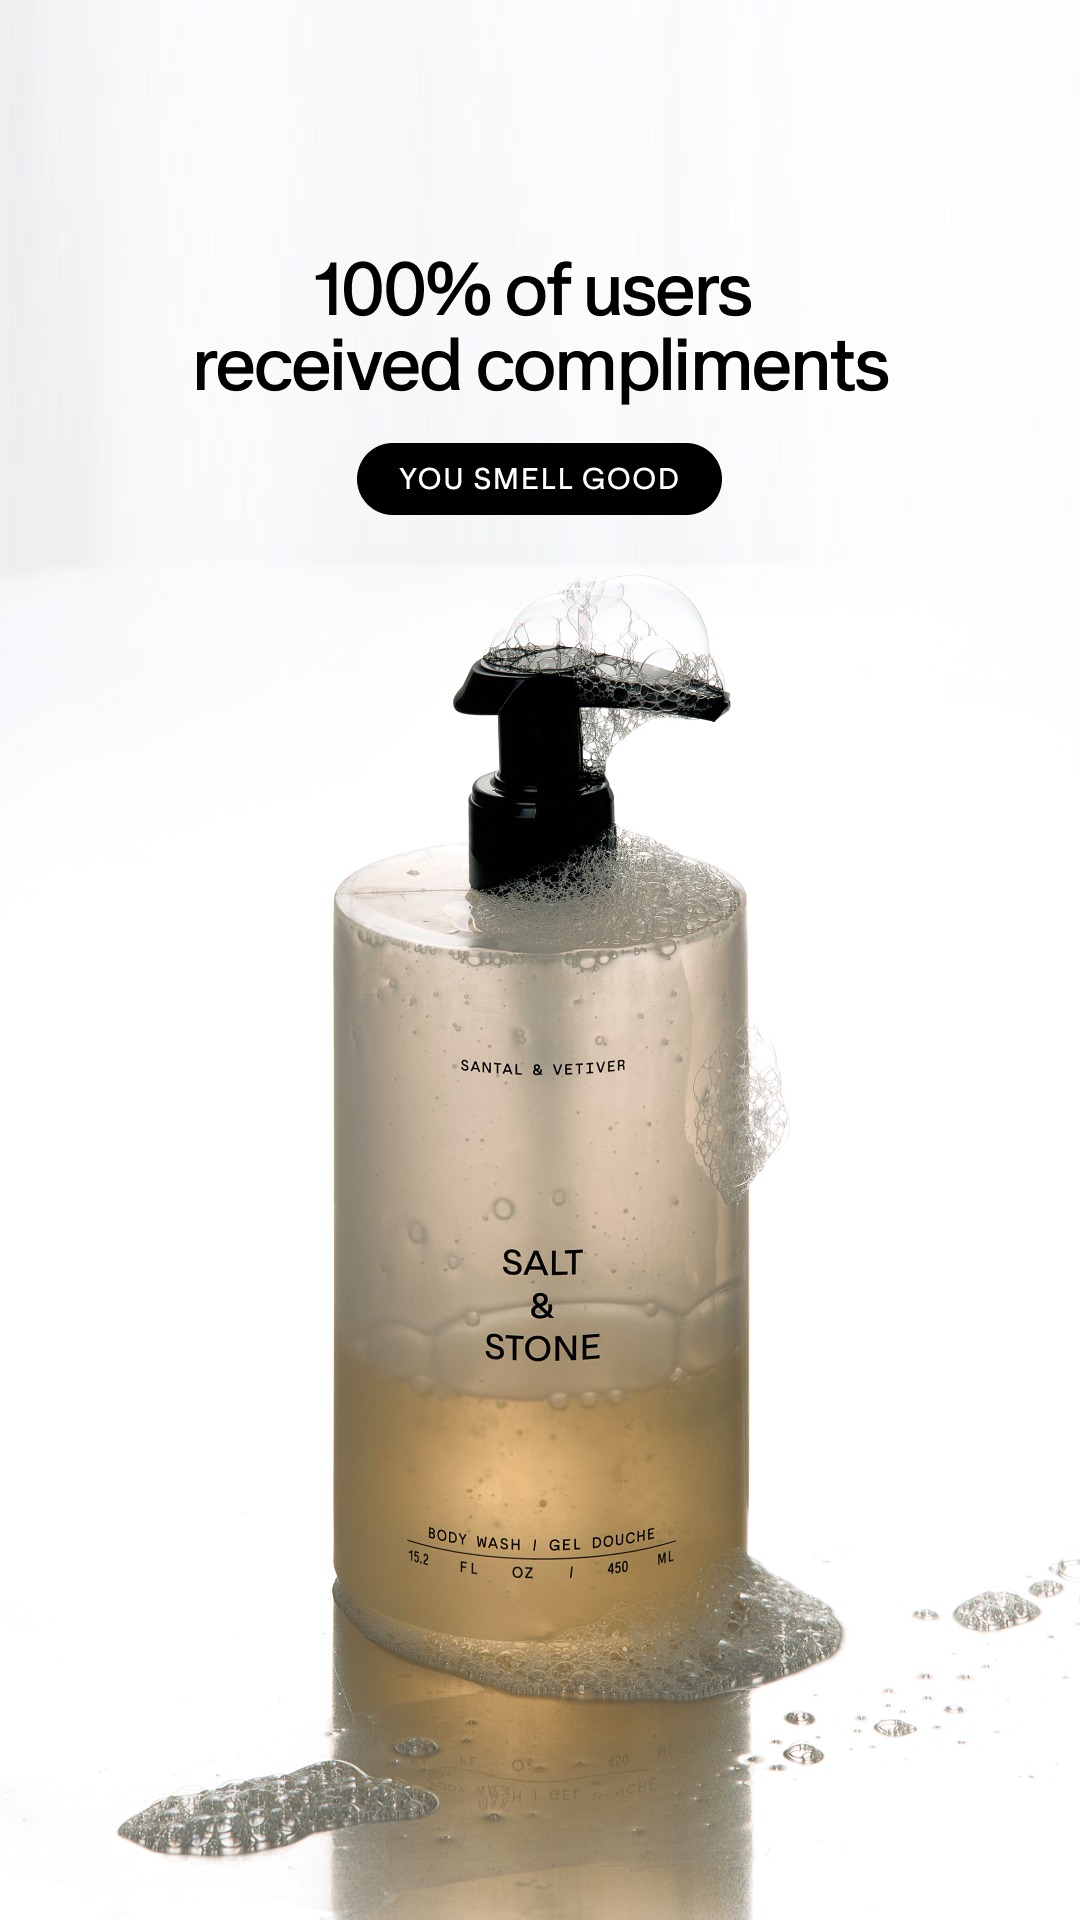 100% of users
received compliments
YOU SMELL GOOD
SANTAL & VETIVER
SALT
&
STONE
BODY WASH / GEL DOUCHE
15.2 FL OZ / 450 ML